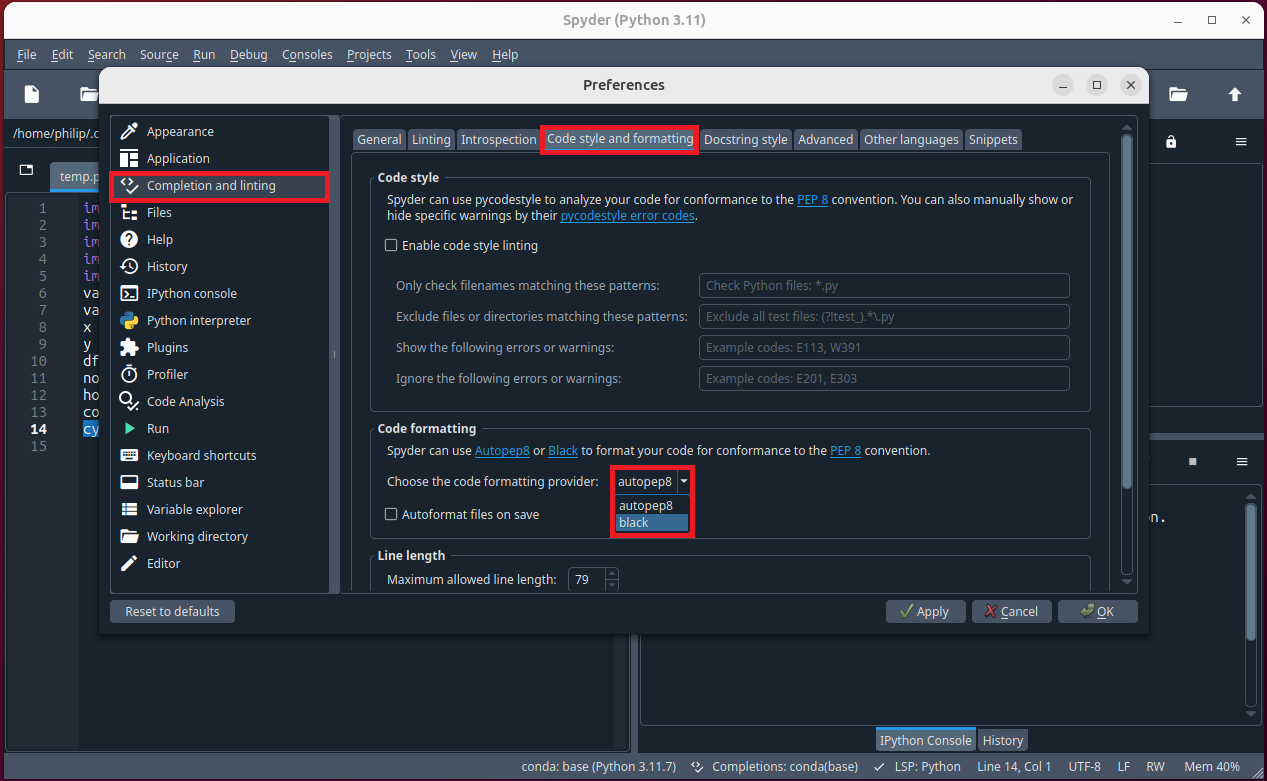 Spyder (Python 3.11)
File Edit Search Source Run Debug Consoles Projects Tools View Help
Preferences
/home/philip/.c
temp.p
1 im
2 im
3 im
4 im
5 im
6 va
7 va
8 x
9 y
10 df
11 no
12 ho
13 co
14 cy
15
Appearance
Application
Completion and linting
Files
Help
History
IPython console
Python interpreter
Plugins
Profiler
Code Analysis
Run
Keyboard shortcuts
Status bar
Variable explorer
Working directory
Editor
General Linting Introspection Code style and formatting Docstring style Advanced Other languages Snippets
Code style
Spyder can use pycodestyle to analyze your code for conformance to the PEP 8 convention. You can also manually show or
hide specific warnings by their pycodestyle error codes.
Enable code style linting
Only check filenames matching these patterns: Check Python files: *.py
Exclude files or directories matching these patterns: Exclude all test files: (?!test_).*\.py
Show the following errors or warnings: Example codes: E113, W391
Ignore the following errors or warnings: Example codes: E201, E303
Code formatting
Spyder can use Autopep8 or Black to format your code for conformance to the PEP 8 convention.
Choose the code formatting provider: autopep8
autopep8
black
Autoformat files on save
Line length
Maximum allowed line length: 79
Reset to defaults Apply Cancel OK
on.
IPython Console History
conda: base (Python 3.11.7) Completions: conda(base) LSP: Python Line 14, Col 1 UTF-8 LF RW Mem 40%